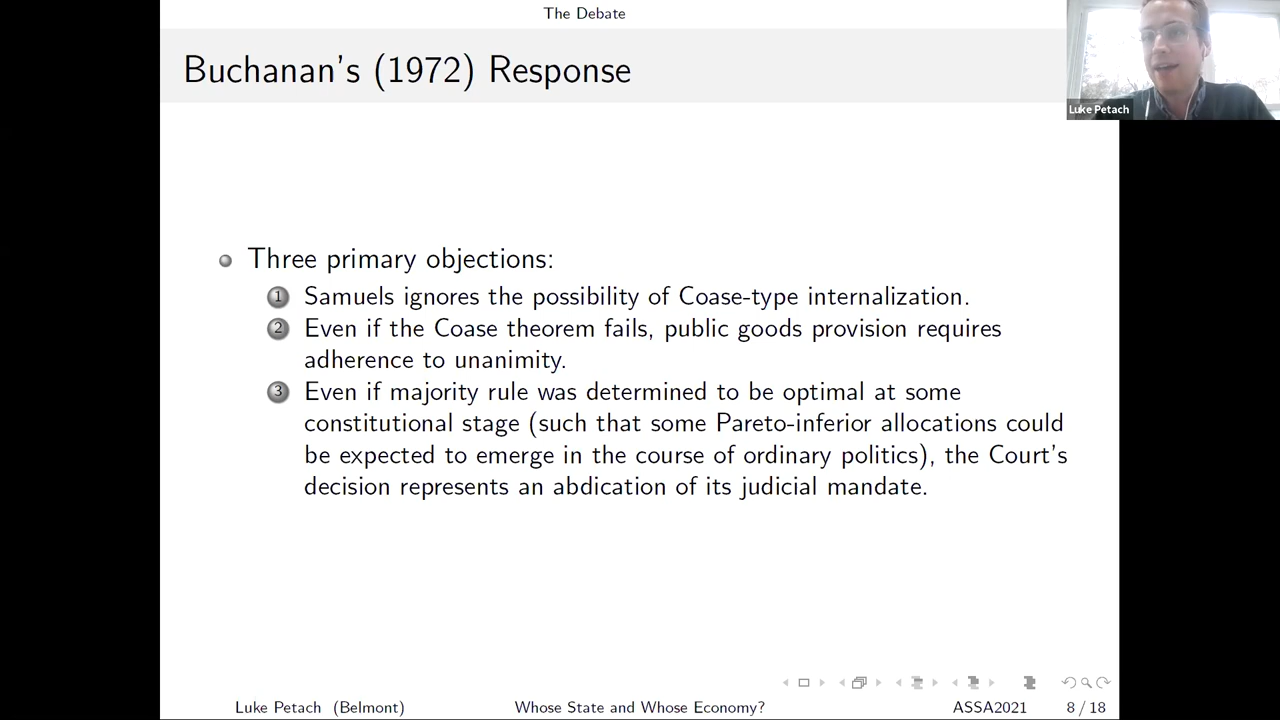 The Debate
Buchanan's (1972) Response
Luke Petach
Three primary objections:
1 Samuels ignores the possibility of Coase-type internalization.
2 Even if the Coase theorem fails, public goods provision requires
adherence to unanimity.
3 Even if majority rule was determined to be optimal at some
constitutional stage (such that some Pareto-inferior allocations could
be expected to emerge in the course of ordinary politics), the Court's
decision represents an abdication of its judicial mandate.
Luke Petach (Belmont) Whose State and Whose Economy? ASSA2021 8 / 18